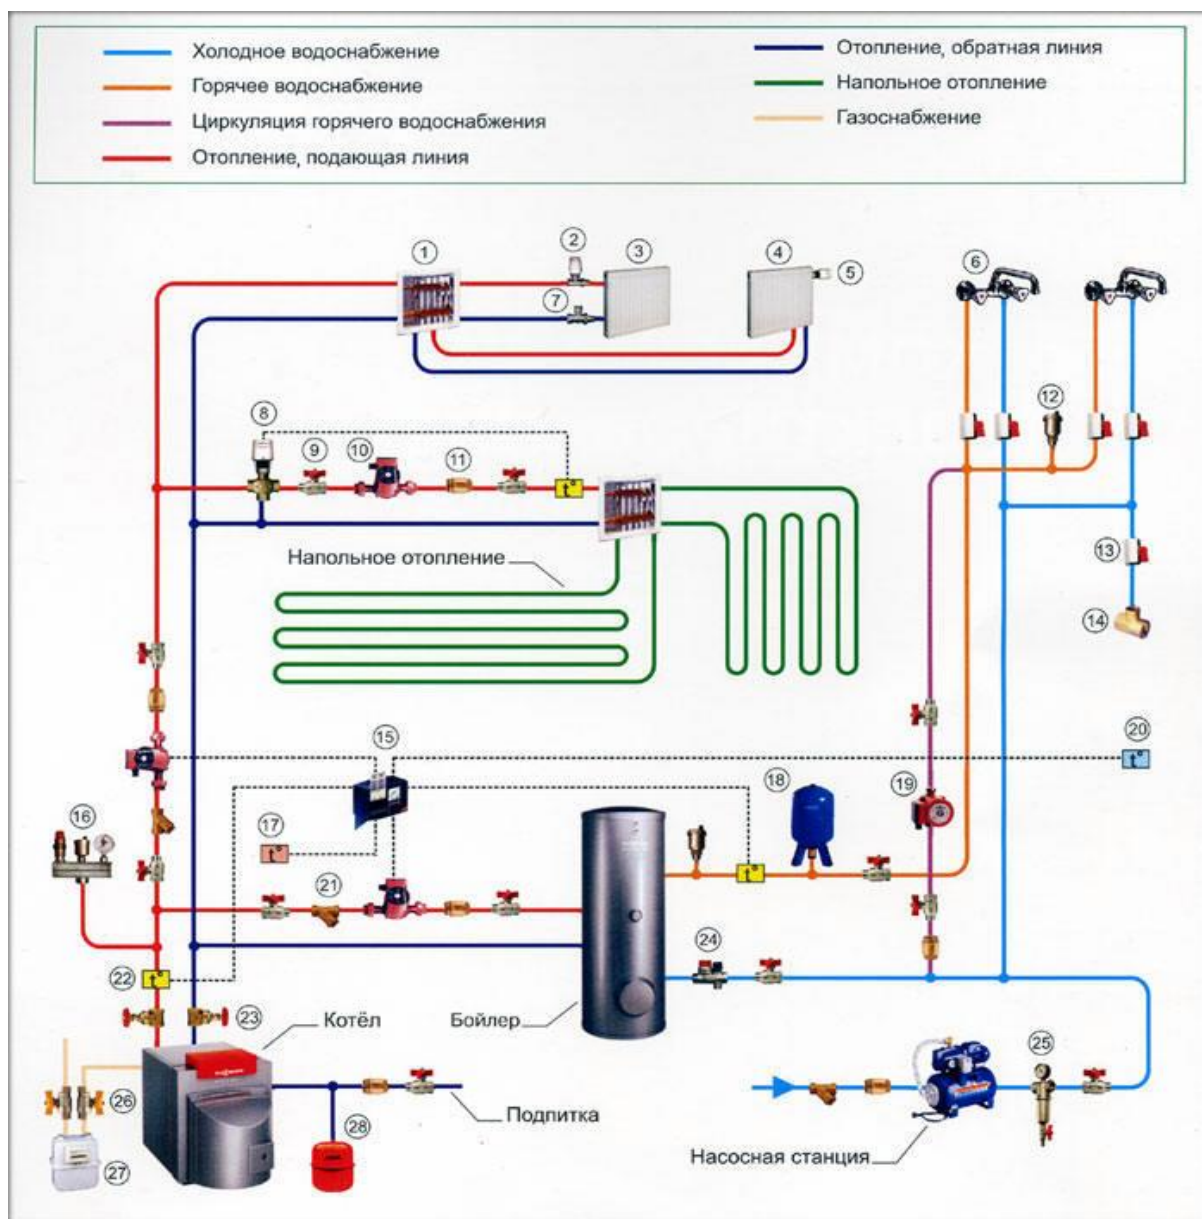 Холодное водоснабжение
Горячее водоснабжение
Циркуляция горячего водоснабжения
Отопление, подающая линия
Отопление, обратная линия
Напольное отопление
Газоснабжение
1
2
3
4
5
6
7
8
9
10
11
12
Напольное отопление
13
14
15
20
16
17
18
19
21
22
24
23
Котёл
Бойлер
25
26
Подпитка
28
27
Насосная станция